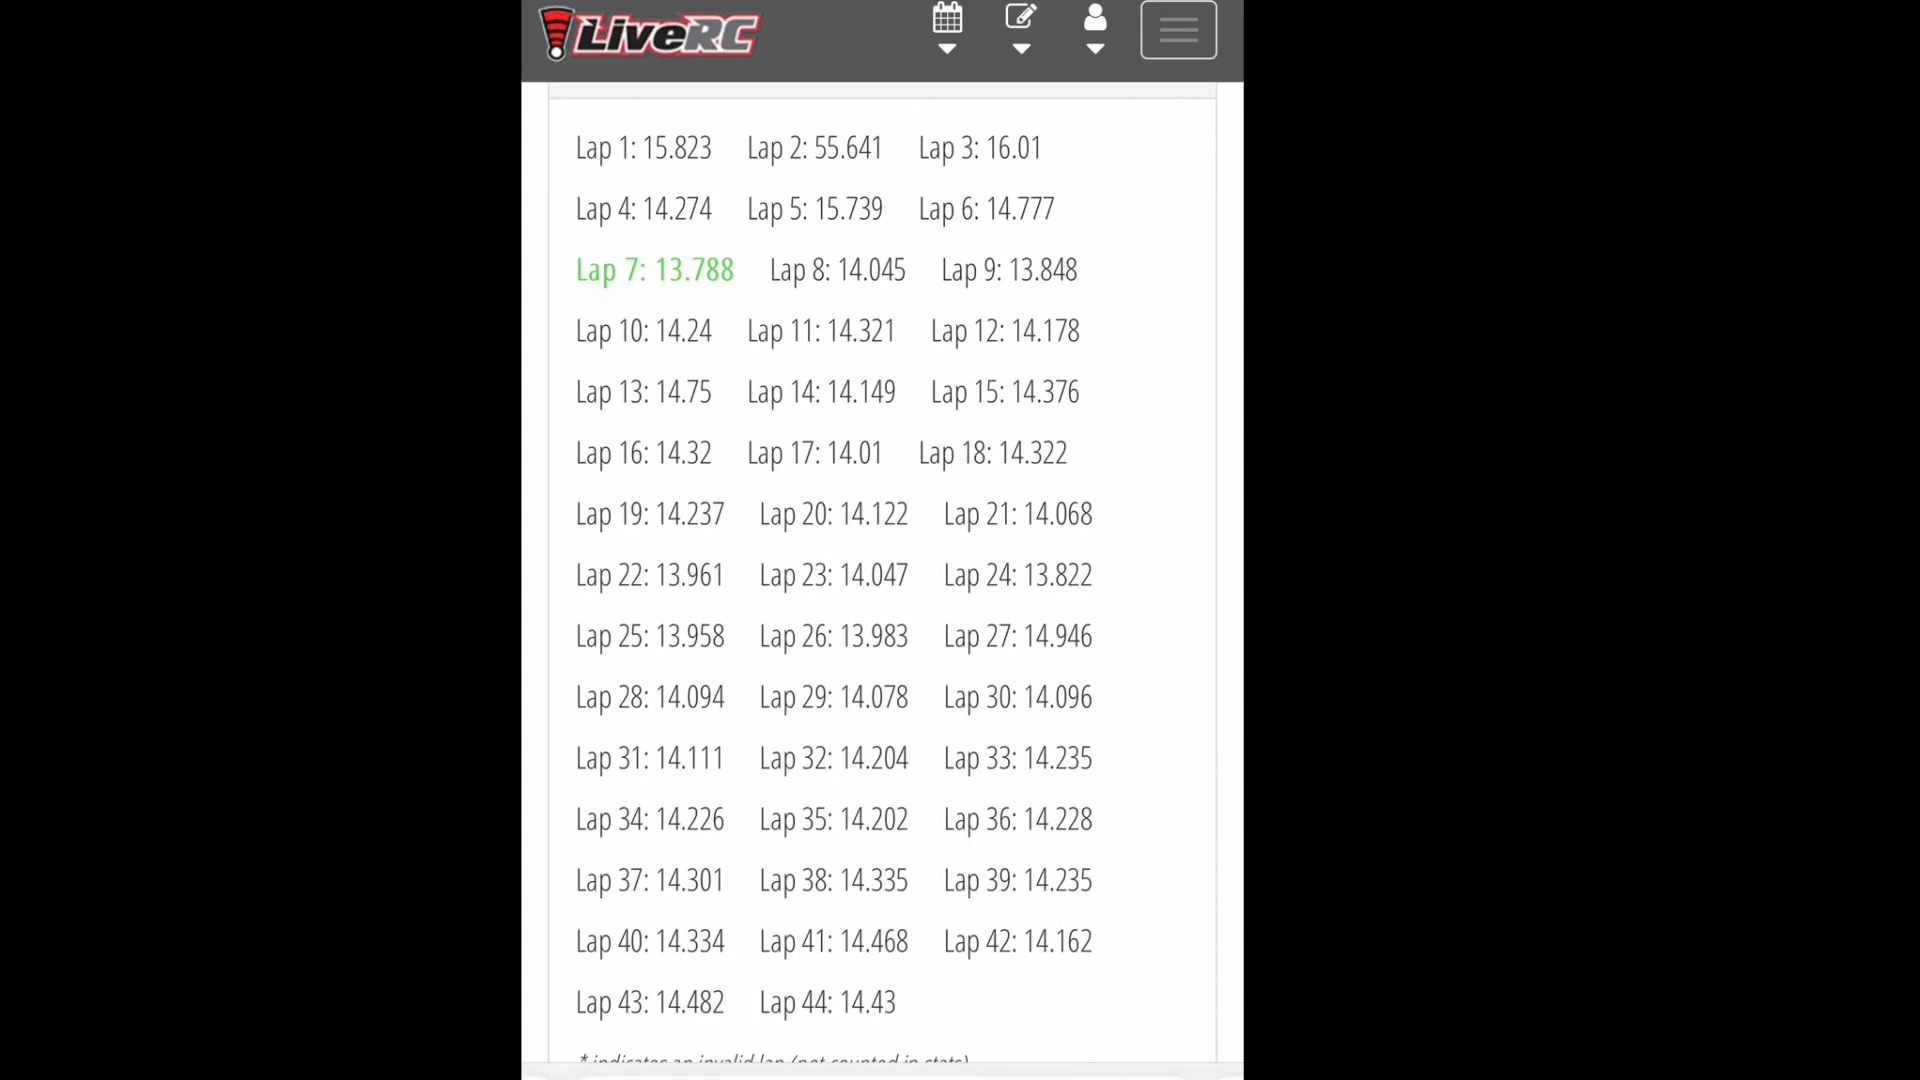 LiveRC
Lap 1: 15.823 Lap 2: 55.641 Lap 3: 16.01
Lap 4: 14.274 Lap 5: 15.739 Lap 6: 14.777
Lap 7: 13.788 Lap 8: 14.045 Lap 9: 13.848
Lap 10: 14.24 Lap 11: 14.321 Lap 12: 14.178
Lap 13: 14.75 Lap 14: 14.149 Lap 15: 14.376
Lap 16: 14.32 Lap 17: 14.01 Lap 18: 14.322
Lap 19: 14.237 Lap 20: 14.122 Lap 21: 14.068
Lap 22: 13.961 Lap 23: 14.047 Lap 24: 13.822
Lap 25: 13.958 Lap 26: 13.983 Lap 27: 14.946
Lap 28: 14.094 Lap 29: 14.078 Lap 30: 14.096
Lap 31: 14.111 Lap 32: 14.204 Lap 33: 14.235
Lap 34: 14.226 Lap 35: 14.202 Lap 36: 14.228
Lap 37: 14.301 Lap 38: 14.335 Lap 39: 14.235
Lap 40: 14.334 Lap 41: 14.468 Lap 42: 14.162
Lap 43: 14.482 Lap 44: 14.43
* indicates an invalid lap (not counted in stats)